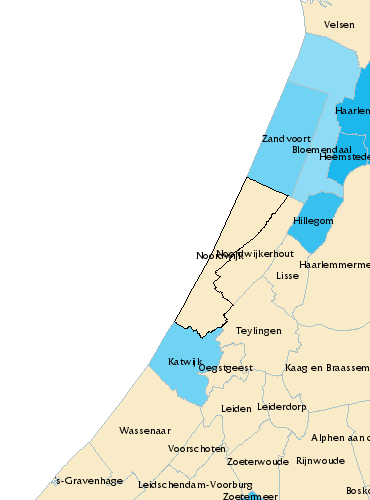 Velsen
Haarlem
Zandvoort
Bloemendaal
Heemstede
Hillegom
Noordwijk
Noordwijkerhout
Haarlemmerme
Lisse
Teylingen
Katwijk
Oegstgeest
Kaag en Braassem
Leiden
Leiderdorp
Wassenaar
Alphen aan d
Voorschoten
Zoeterwoude
Rijnwoude
's-Gravenhage
Leidschendam-Voorburg
Zoetermeer
Bosko